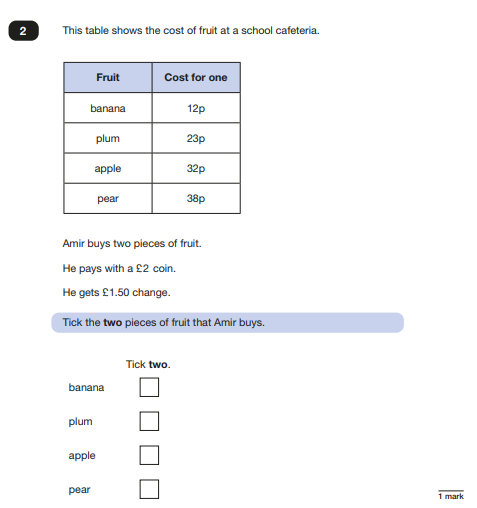 2 This table shows the cost of fruit at a school cafeteria.
Fruit Cost for one
banana 12p
plum 23p
apple 32p
pear 38p
Amir buys two pieces of fruit.
He pays with a £2 coin.
He gets £1.50 change.
Tick the two pieces of fruit that Amir buys.
Tick two.
banana
plum
apple
pear
1 mark